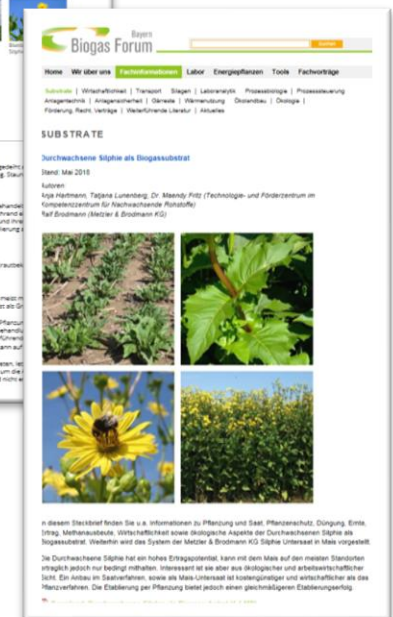 Bayern
Biogas Forum
Home Wir über uns Fachinformationen Labor Energiepflanzen Tools Fachvorträge
Substrate | Wirtschaftlichkeit | Transport Silagen | Laboranalytik Prozessbiologie | Prozesssteuerung
Anlagentechnik | Anlagensicherheit | Gärreste | Wärmenutzung Ökolandbau | Ökologie |
Förderung, Recht, Verträge | Weiterführende Literatur | Aktuelles
SUBSTRATE
Durchwachsene Silphie als Biogassubstrat
Stand: Mai 2018
Autoren
Anja Hartmann, Tatjana Lunenberg, Dr. Maendy Fritz (Technologie- und Förderzentrum im
Kompetenzzentrum für Nachwachsende Rohstoffe)
Ralf Brodmann (Metzler & Brodmann KG)
In diesem Steckbrief finden Sie u.a. Informationen zu Pflanzung und Saat, Pflanzenschutz, Düngung, Ernte,
Ertrag, Methanausbeute, Wirtschaftlichkeit sowie ökologische Aspekte der Durchwachsenen Silphie als
Biogassubstrat. Weiterhin wird das System der Metzler & Brodmann KG Silphie Untersaat in Mais vorgestellt.
Die Durchwachsene Silphie hat ein hohes Ertragspotential, kann mit dem Mais auf den meisten Standorten
ertraglich jedoch nur bedingt mithalten. Interessant ist sie aber aus ökologischer und arbeitswirtschaftlicher
Sicht. Ein Anbau im Saatverfahren, sowie als Mais-Untersaat ist kostengünstiger und wirtschaftlicher als das
Pflanzverfahren. Die Etablierung per Pflanzung bietet jedoch einen gleichmäßigeren Etablierungserfolg.